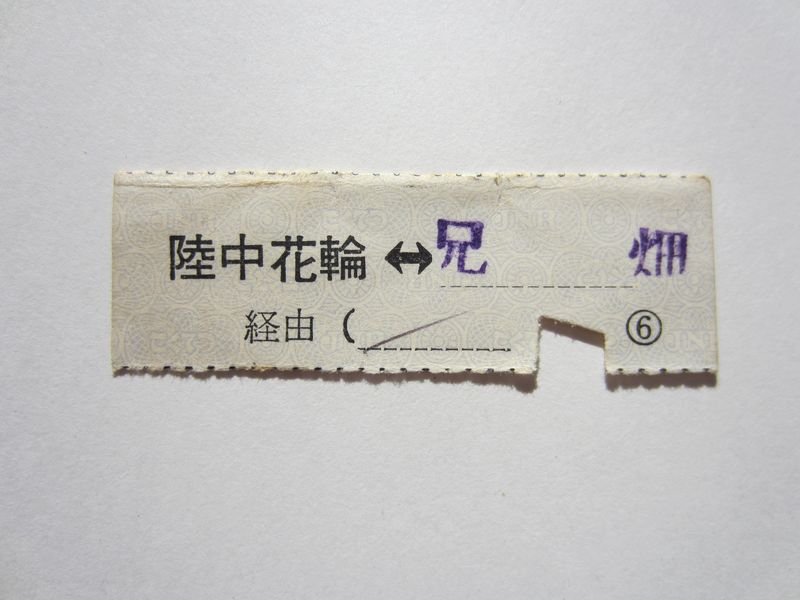 陸中花輪 ↔ 兄畑
経由 (
⑥